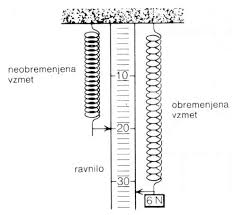 neobremenjena
vzmet
10
obremenjena
vzmet
20
ravnilo
30
6 N